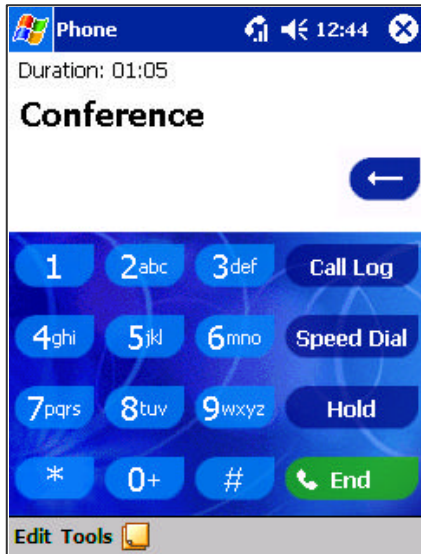 Phone 12:44
Duration: 01:05
Conference
1 2abc 3def Call Log
4ghi 5jkl 6mno Speed Dial
7pqrs 8tuv 9wxyz Hold
* 0+ # End
Edit Tools